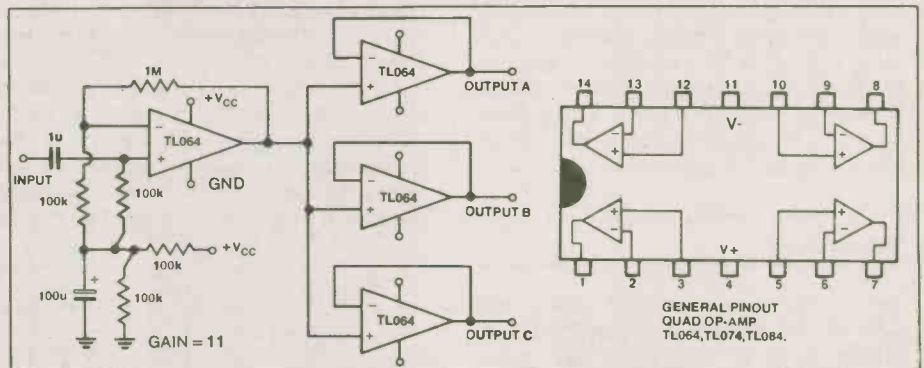 1M
+VCC
TL064
1u
INPUT
GND
100k
100k
100k
+VCC
100u
100k
GAIN = 11
TL064
OUTPUT A
TL064
OUTPUT B
TL064
OUTPUT C
14 13 12 11 10 9 8
V-
V+
1 2 3 4 5 6 7
GENERAL PINOUT
QUAD OP-AMP
TL064,TL074,TL084.